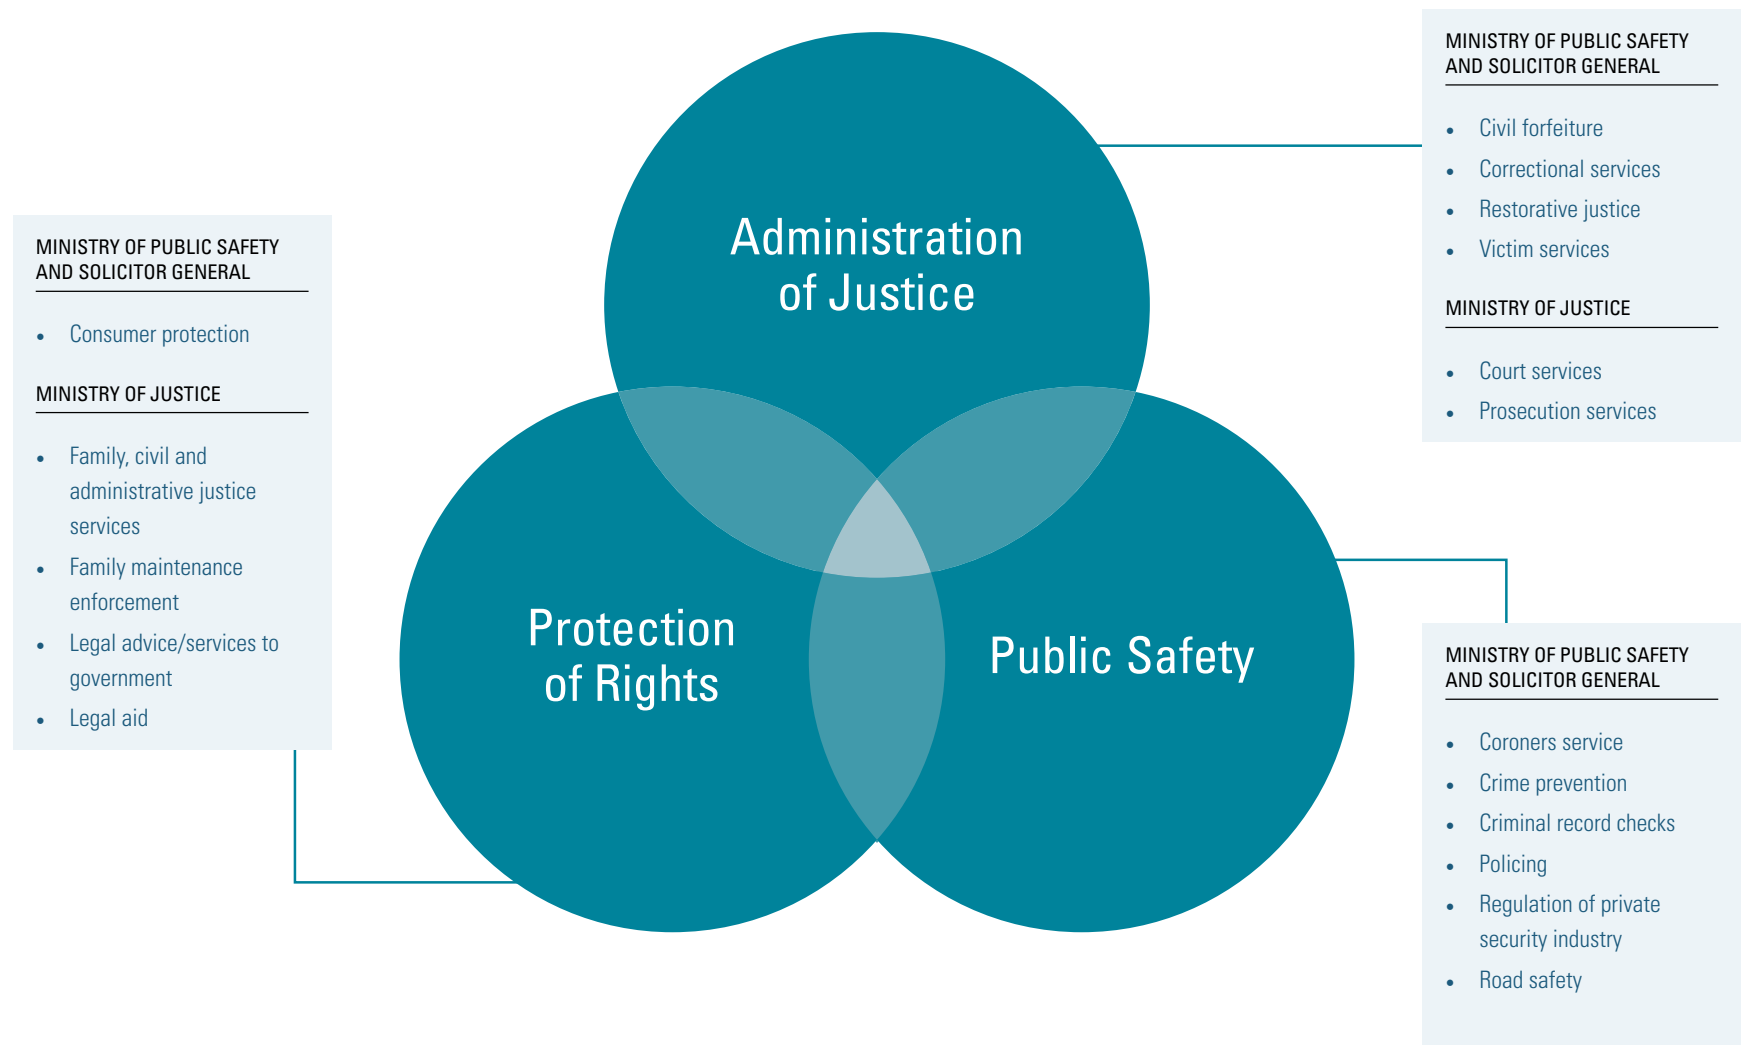 Administration
of Justice
Protection
of Rights
Public Safety
MINISTRY OF PUBLIC SAFETY
AND SOLICITOR GENERAL
• Consumer protection
MINISTRY OF JUSTICE
• Family, civil and
administrative justice
services
• Family maintenance
enforcement
• Legal advice/services to
government
• Legal aid
MINISTRY OF PUBLIC SAFETY
AND SOLICITOR GENERAL
• Civil forfeiture
• Correctional services
• Restorative justice
• Victim services
MINISTRY OF JUSTICE
• Court services
• Prosecution services
MINISTRY OF PUBLIC SAFETY
AND SOLICITOR GENERAL
• Coroners service
• Crime prevention
• Criminal record checks
• Policing
• Regulation of private
security industry
• Road safety